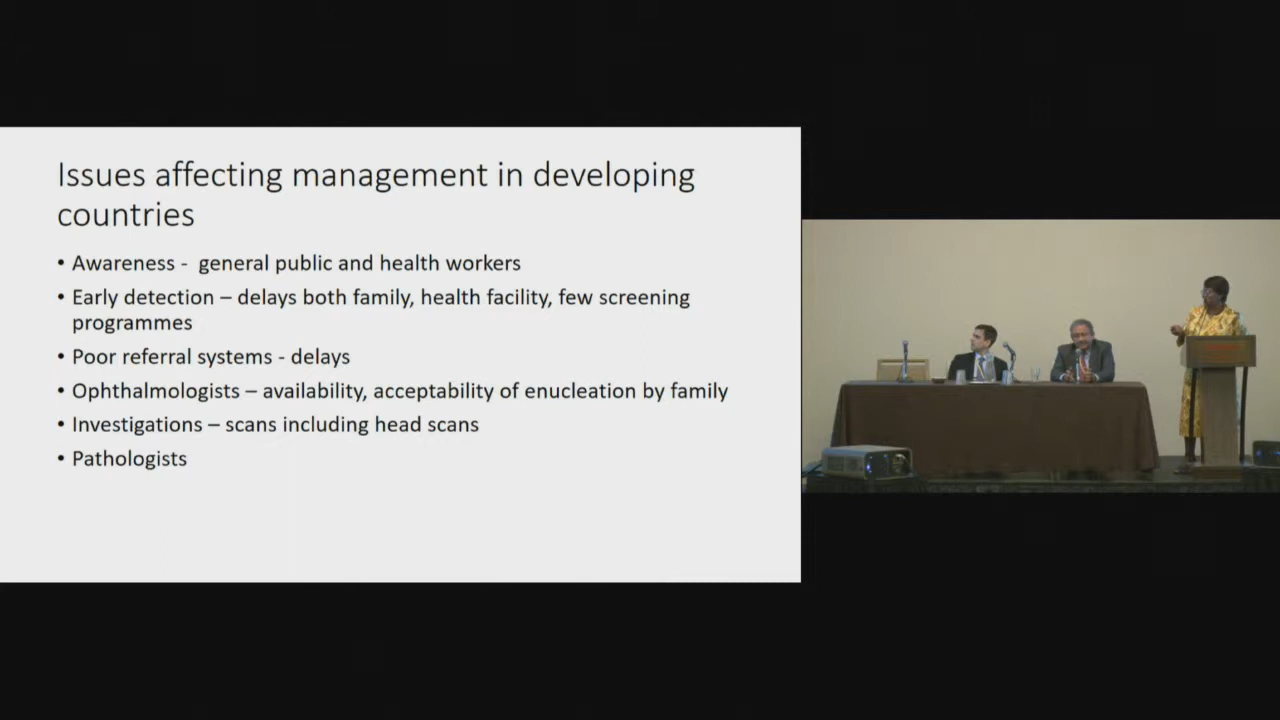 Issues affecting management in developing
countries
• Awareness -  general public and health workers
• Early detection – delays both family, health facility, few screening
programmes
• Poor referral systems - delays
• Ophthalmologists – availability, acceptability of enucleation by family
• Investigations – scans including head scans
• Pathologists